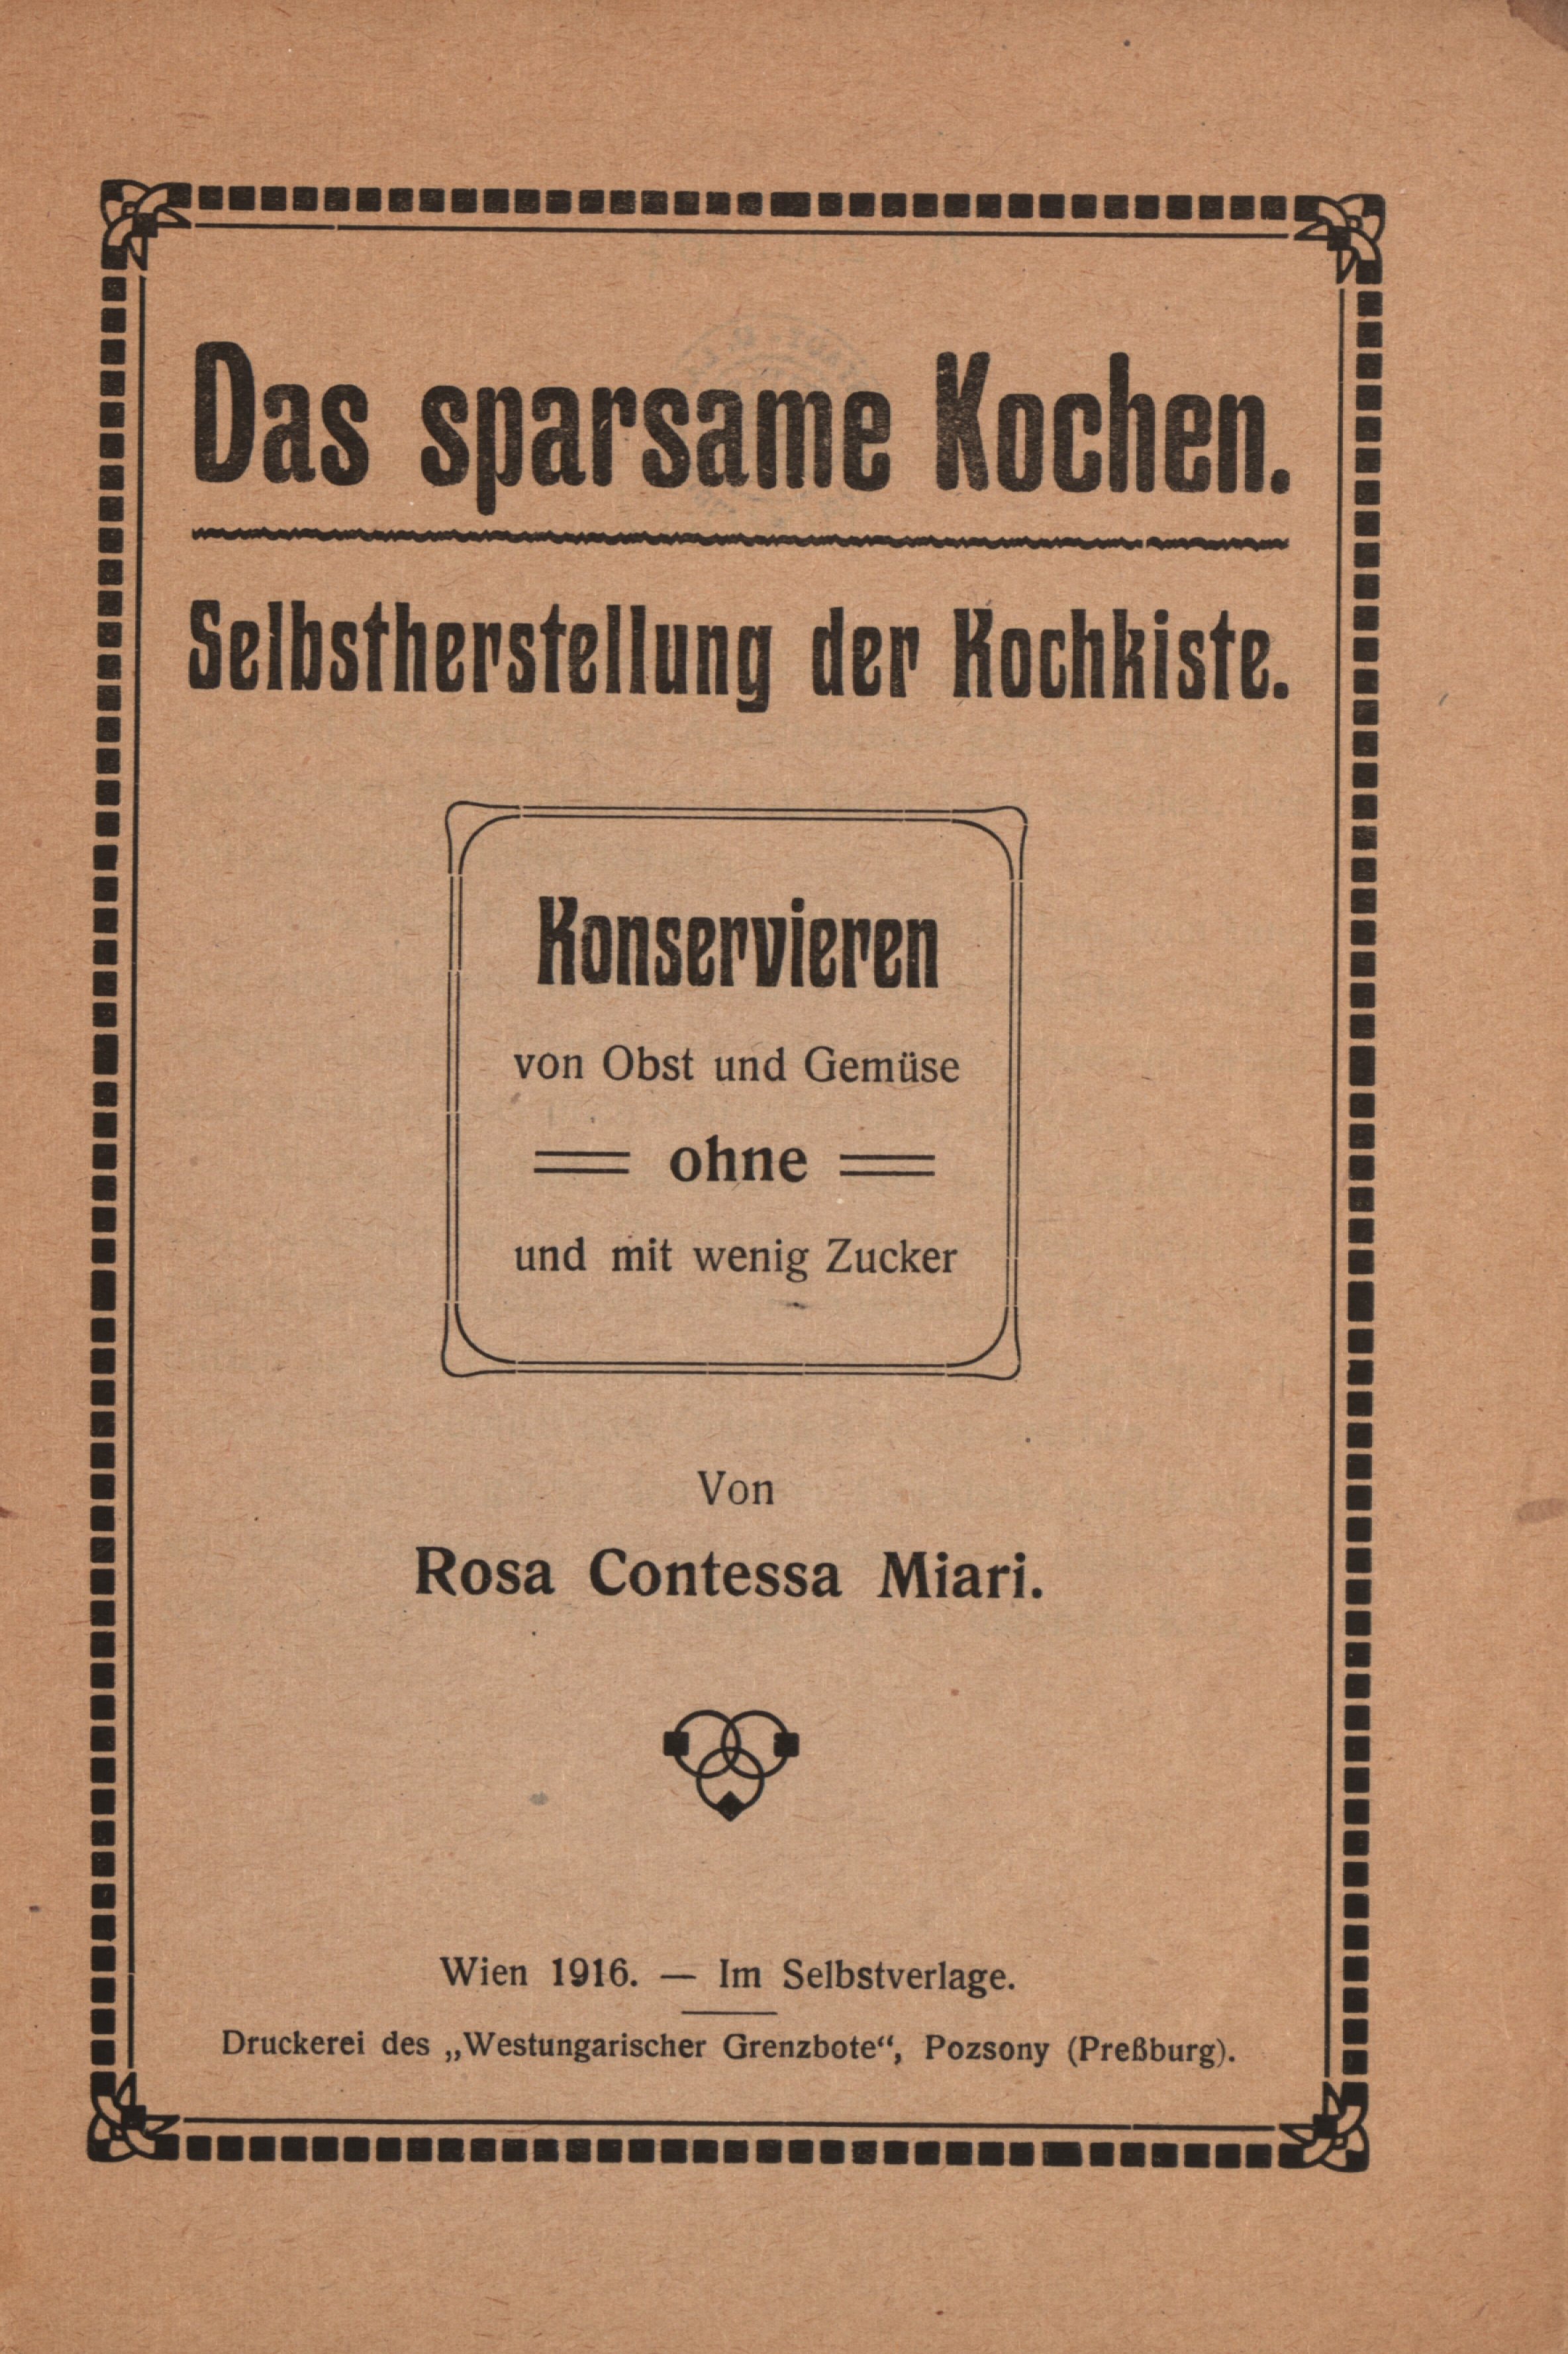 Das sparsame Kochen.
Selbstherstellung der Kochkiste.
Konservieren
von Obst und Gemüse
ohne
und mit wenig Zucker
Von
Rosa Contessa Miari.
Wien 1916. — Im Selbstverlage.
Druckerei des „Westungarischer Grenzbote“, Pozsony (Preßburg).